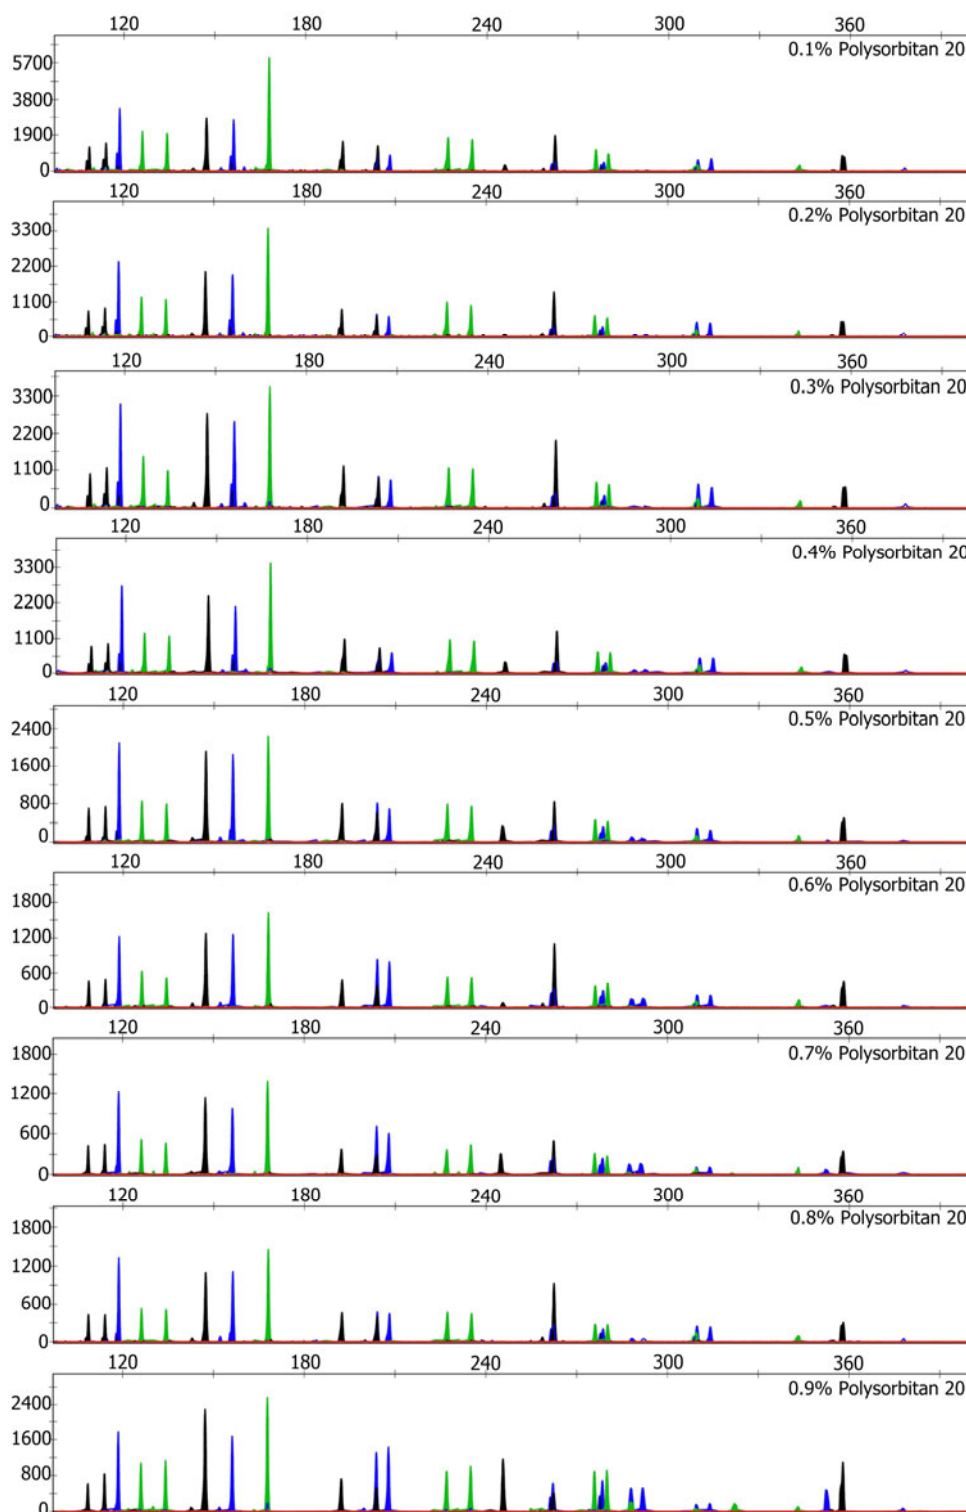 120 180 240 300 360
0.1% Polysorbitan 20
5700
3800
1900
0
120 180 240 300 360
0.2% Polysorbitan 20
3300
2200
1100
0
120 180 240 300 360
0.3% Polysorbitan 20
3300
2200
1100
0
120 180 240 300 360
0.4% Polysorbitan 20
3300
2200
1100
0
120 180 240 300 360
0.5% Polysorbitan 20
2400
1600
800
0
120 180 240 300 360
0.6% Polysorbitan 20
1800
1200
600
0
120 180 240 300 360
0.7% Polysorbitan 20
1800
1200
600
0
120 180 240 300 360
0.8% Polysorbitan 20
1800
1200
600
0
120 180 240 300 360
0.9% Polysorbitan 20
2400
1600
800
0